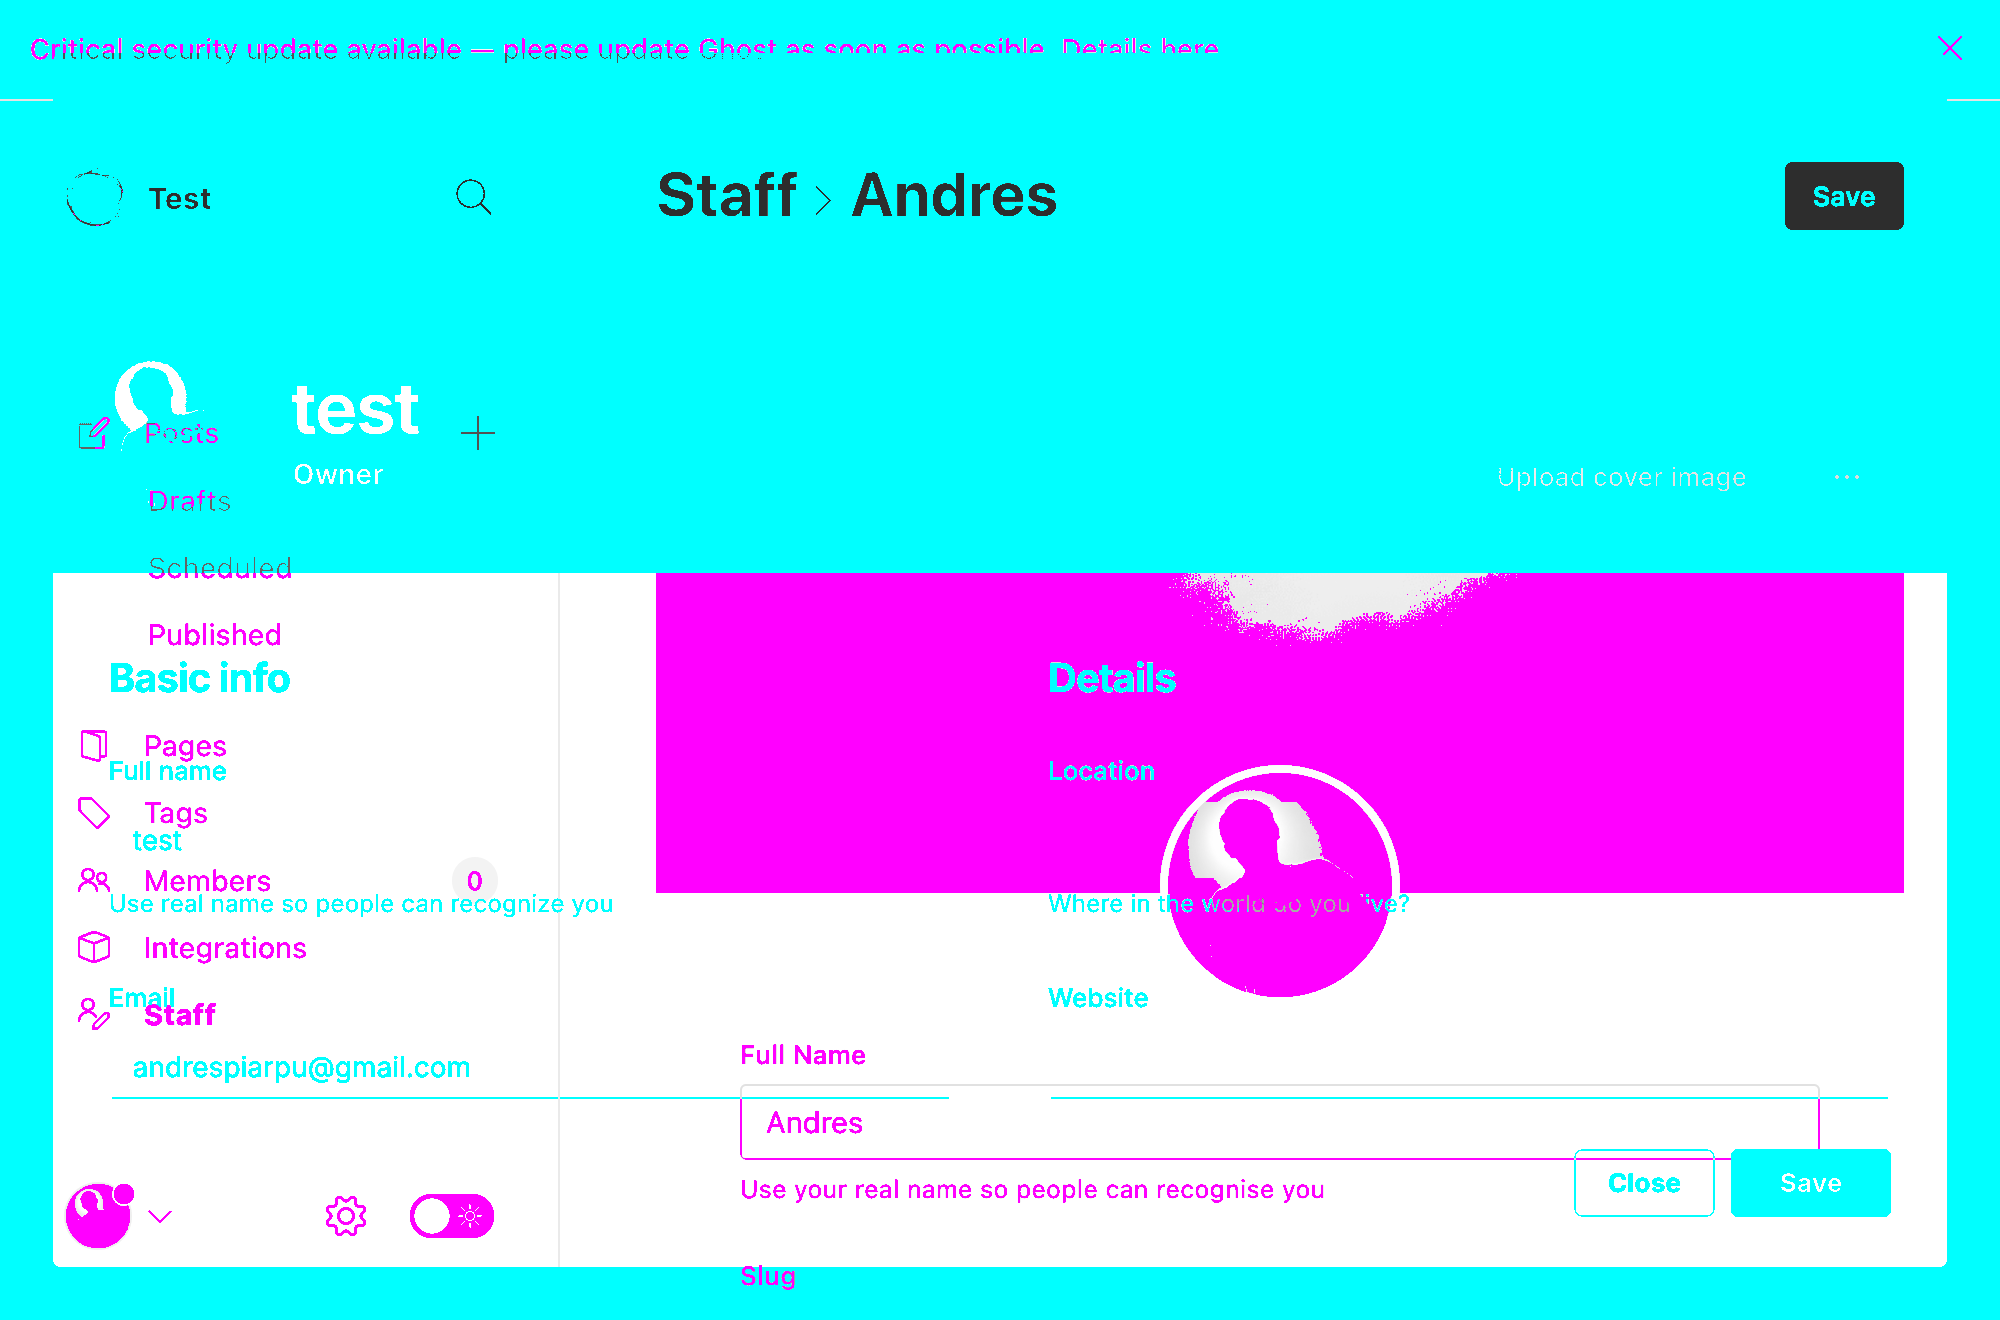 Critical security update available — please update Ghost as soon as possible. Details here
Test
Staff › Andres
Save
test
Owner
Upload cover image
Posts
Drafts
Scheduled
Published
Basic info
Details
Pages
Full name
Location
Tags
test
Members
0
Use real name so people can recognize you
Where in the world do you live?
Integrations
Email
Website
Staff
Full Name
andrespiarpu@gmail.com
Andres
Use your real name so people can recognise you
Close
Save
Slug